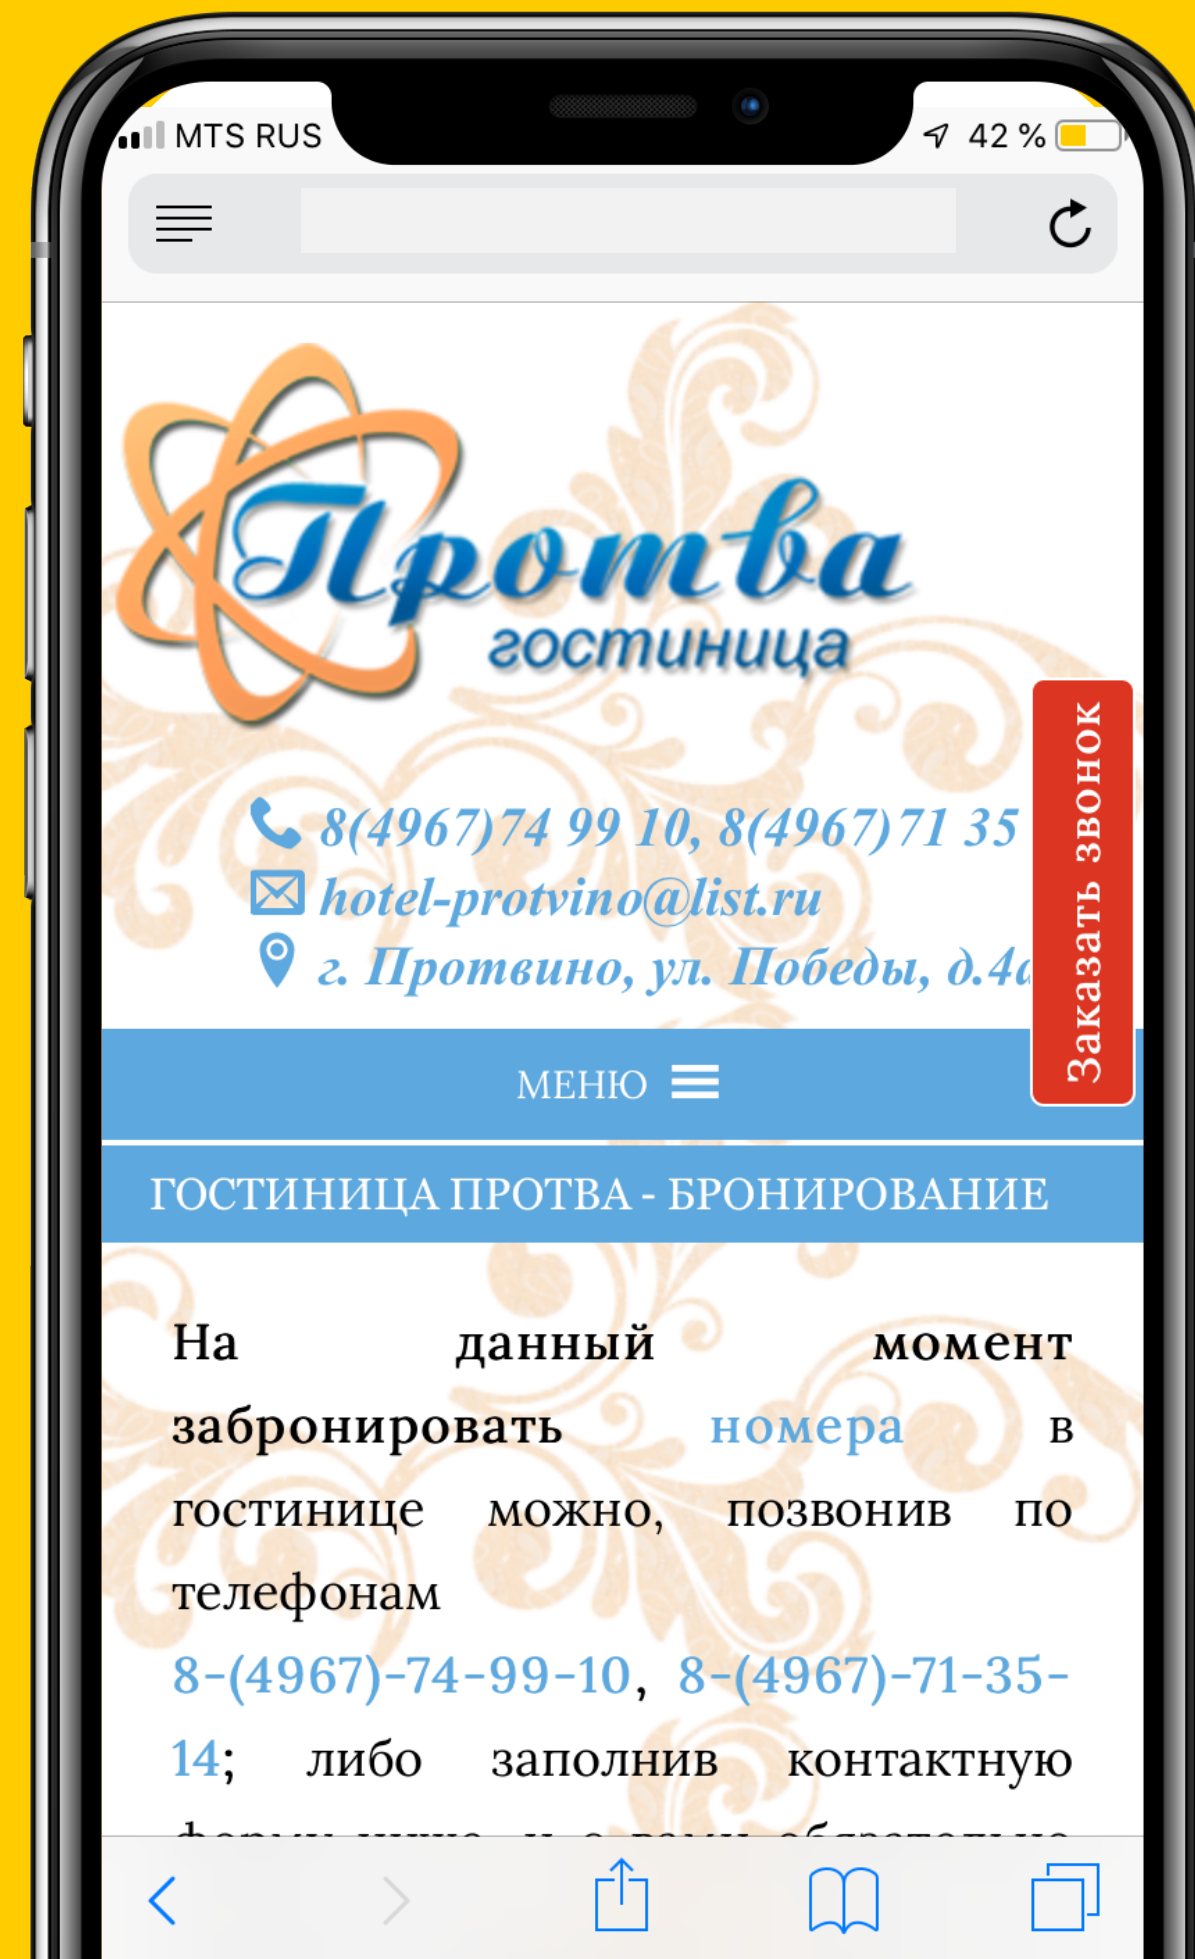 MTS RUS
42 %
Протва
гостиница
8(4967)74 99 10, 8(4967)71 35
hotel-protvino@list.ru
г. Протвино, ул. Победы, д.4а
Заказать звонок
МЕНЮ
ГОСТИНИЦА ПРОТВА - БРОНИРОВАНИЕ
На данный момент
забронировать номера в
гостинице можно, позвонив по
телефонам
8-(4967)-74-99-10, 8-(4967)-71-35-
14; либо заполнив контактную